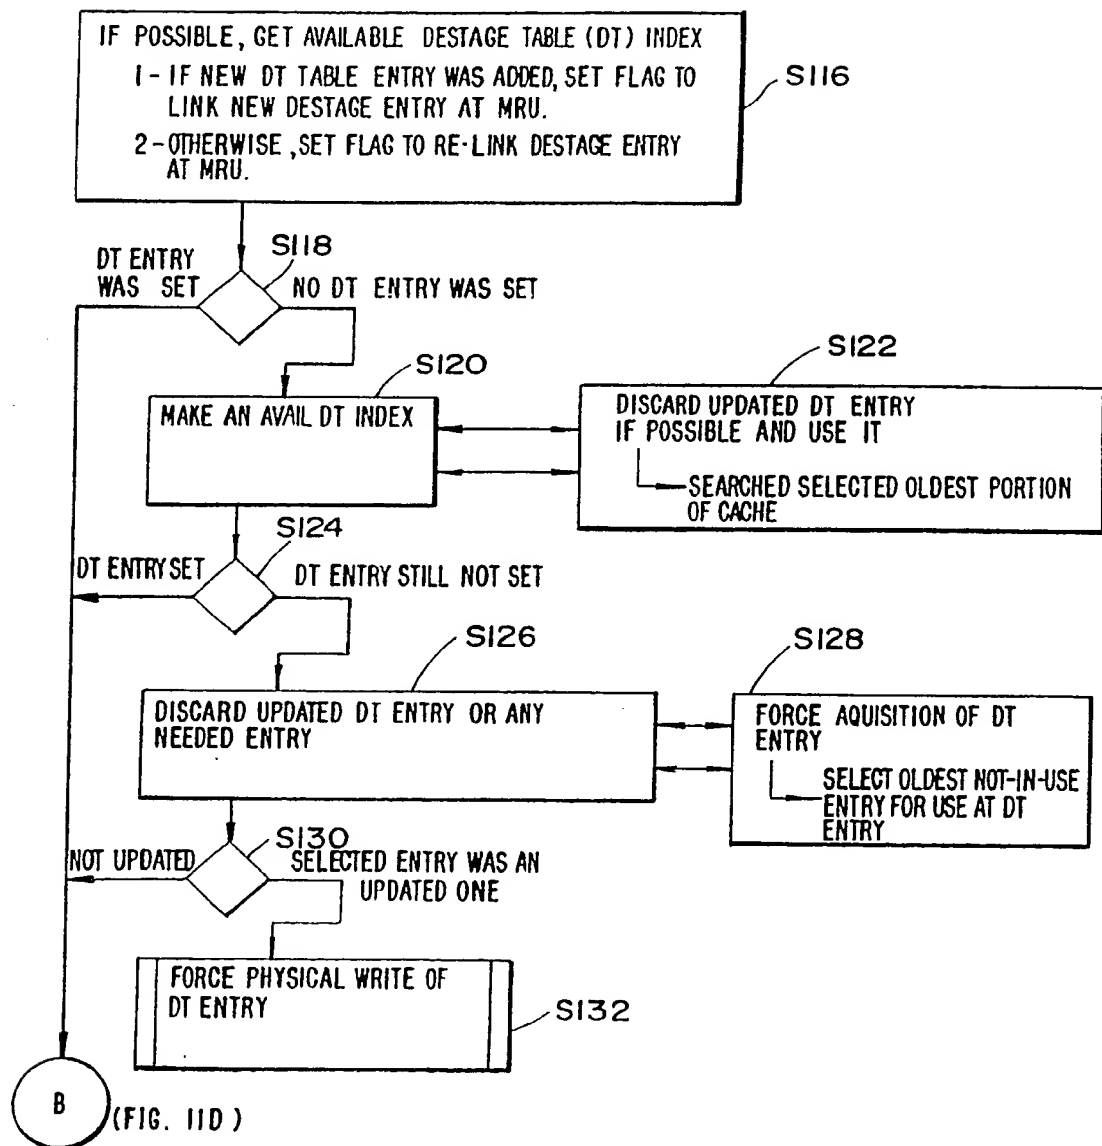 IF POSSIBLE, GET AVAILABLE DESTAGE TABLE (DT) INDEX
1-IF NEW DT TABLE ENTRY WAS ADDED, SET FLAG TO
LINK NEW DESTAGE ENTRY AT MRU.
2-OTHERWISE, SET FLAG TO RE-LINK DESTAGE ENTRY
AT MRU.
S116
DT ENTRY
WAS SET
S118
NO DT ENTRY WAS SET
S120
MAKE AN AVAIL DT INDEX
S122
DISCARD UPDATED DT ENTRY
IF POSSIBLE AND USE IT
SEARCHED SELECTED OLDEST PORTION
OF CACHE
S124
DT ENTRY SET
DT ENTRY STILL NOT SET
S126
DISCARD UPDATED DT ENTRY OR ANY
NEEDED ENTRY
S128
FORCE AQUISITION OF DT
ENTRY
SELECT OLDEST NOT-IN-USE
ENTRY FOR USE AT DT
ENTRY
S130
NOT UPDATED
SELECTED ENTRY WAS AN
UPDATED ONE
FORCE PHYSICAL WRITE OF
DT ENTRY
S132
B
(FIG. 11D)